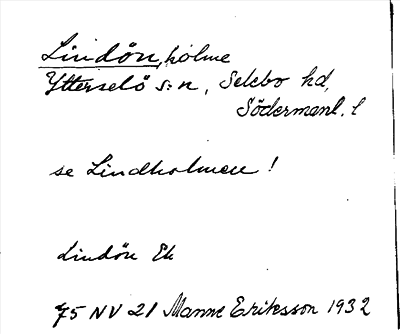 Lindön, holme
Ytterselö s:n, Selebo hd,
Södermanl. l
se Lindholmen!
Lindön Ek
75 NV 21 Manne Eriksson 1932